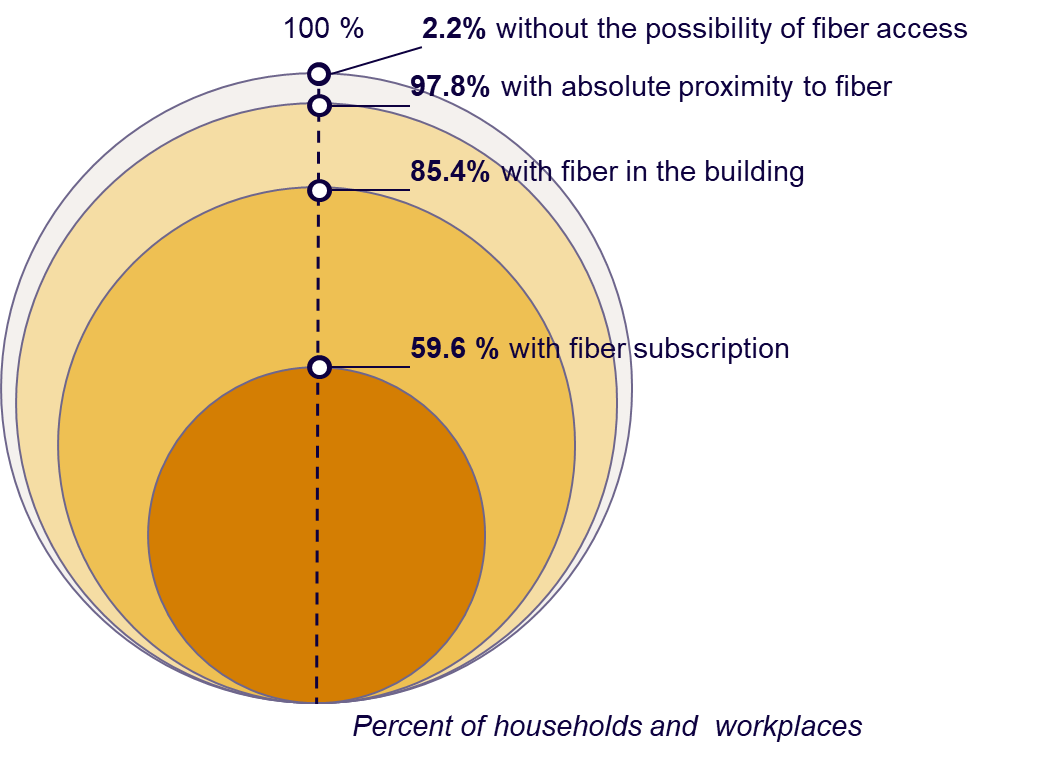 100 %
2.2% without the possibility of fiber access
97.8% with absolute proximity to fiber
85.4% with fiber in the building
59.6 % with fiber subscription
Percent of households and  workplaces